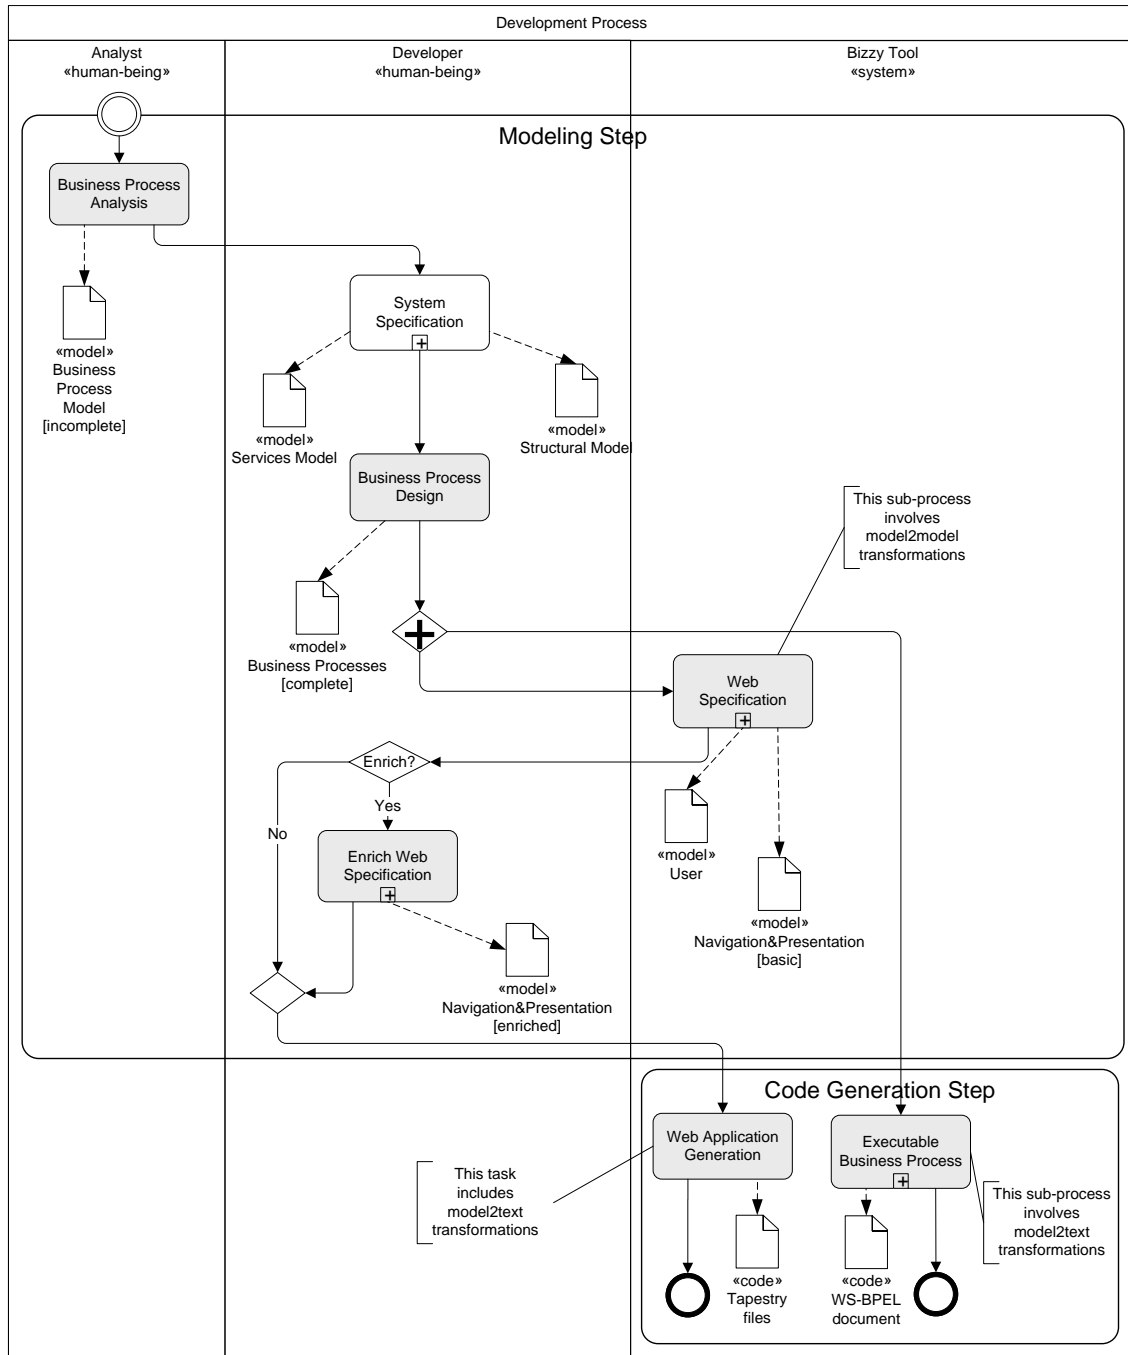 Development Process
Analyst
«human-being»
Developer
«human-being»
Bizzy Tool
«system»
Modeling Step
Business Process
Analysis
«model»
Business
Process
Model
[incomplete]
System
Specification
«model»
Services Model
«model»
Structural Model
Business Process
Design
This sub-process
involves
model2model
transformations
«model»
Business Processes
[complete]
Web
Specification
Enrich?
Yes
No
Enrich Web
Specification
«model»
User
«model»
Navigation&Presentation
[basic]
«model»
Navigation&Presentation
[enriched]
Code Generation Step
Web Application
Generation
Executable
Business Process
This task
includes
model2text
transformations
This sub-process
involves
model2text
transformations
«code»
Tapestry
files
«code»
WS-BPEL
document